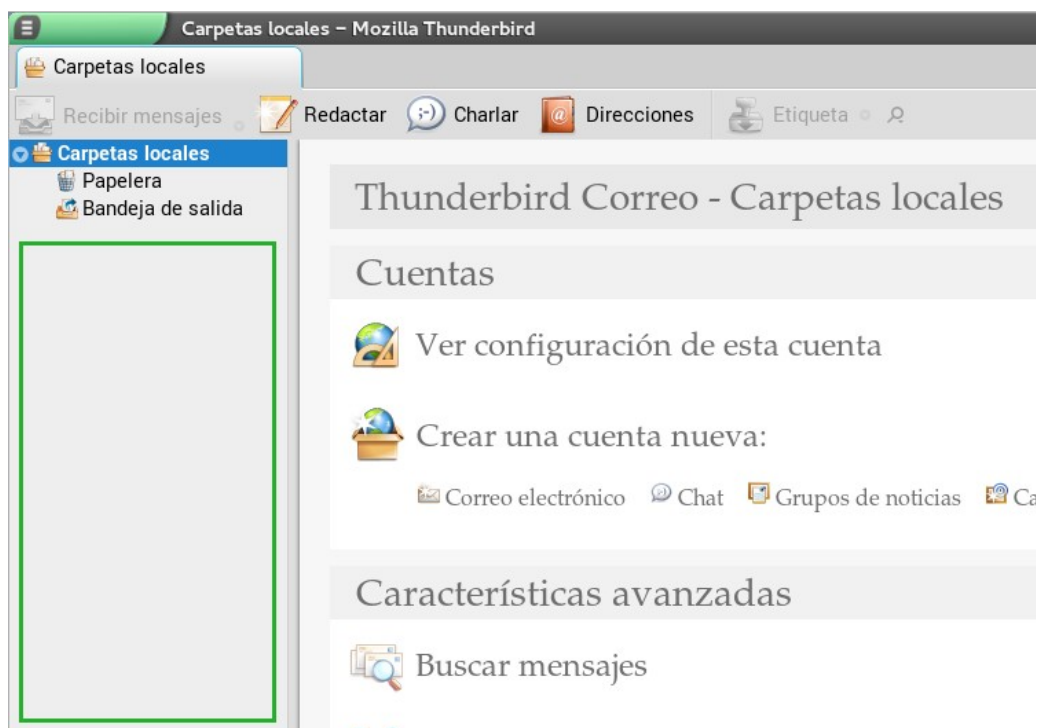 Carpetas locales – Mozilla Thunderbird
Carpetas locales
Recibir mensajes Redactar Charlar Direcciones Etiqueta
Carpetas locales
Papelera
Bandeja de salida
Thunderbird Correo - Carpetas locales
Cuentas
Ver configuración de esta cuenta
Crear una cuenta nueva:
Correo electrónico Chat Grupos de noticias Ca
Características avanzadas
Buscar mensajes